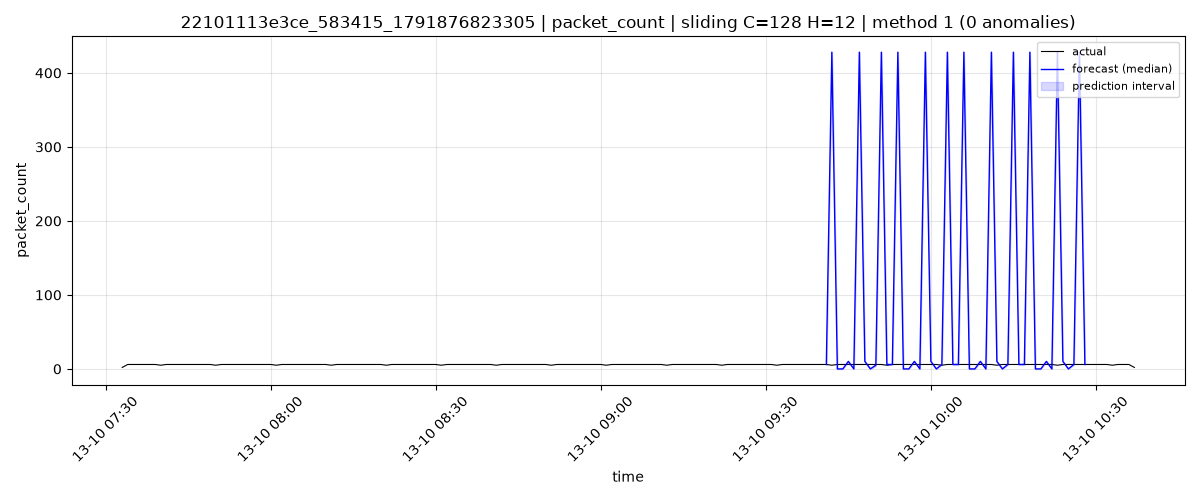 22101113e3ce_583415_1791876823305 | packet_count | sliding C=128 H=12 | method 1 (0 anomalies)
actual
forecast (median)
prediction interval
packet_count
400
300
200
100
0
13-10 07:30
13-10 08:00
13-10 08:30
13-10 09:00
13-10 09:30
13-10 10:00
13-10 10:30
time